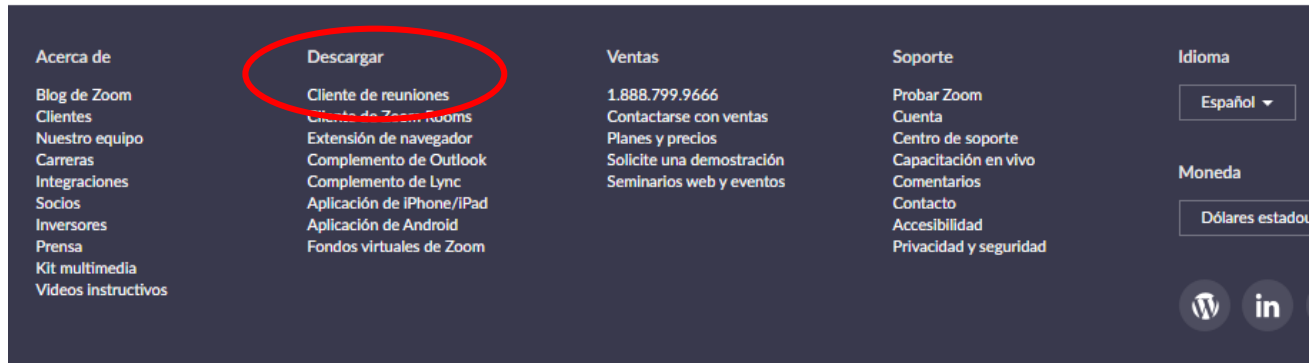 Acerca de
Blog de Zoom
Clientes
Nuestro equipo
Carreras
Integraciones
Socios
Inversores
Prensa
Kit multimedia
Videos instructivos
Descargar
Cliente de reuniones
Cliente de Zoom Rooms
Extensión de navegador
Complemento de Outlook
Complemento de Lync
Aplicación de iPhone/iPad
Aplicación de Android
Fondos virtuales de Zoom
Ventas
1.888.799.9666
Contactarse con ventas
Planes y precios
Solicite una demostración
Seminarios web y eventos
Soporte
Probar Zoom
Cuenta
Centro de soporte
Capacitación en vivo
Comentarios
Contacto
Accesibilidad
Privacidad y seguridad
Idioma
Español
Moneda
Dólares estadou
in